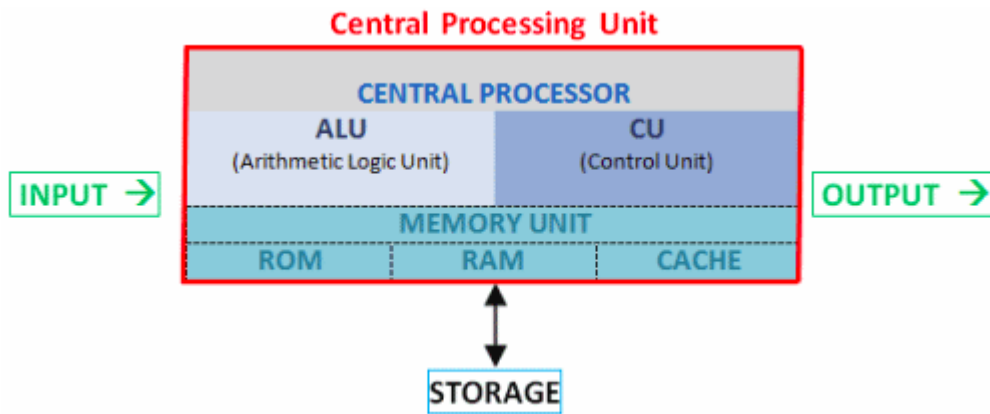 Central Processing Unit
CENTRAL PROCESSOR
ALU
(Arithmetic Logic Unit)
CU
(Control Unit)
INPUT →
OUTPUT →
MEMORY UNIT
ROM
RAM
CACHE
STORAGE